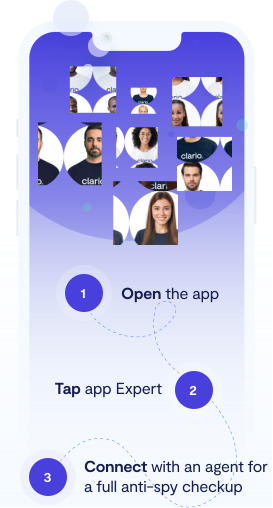 clario.
clario.
clario.
clari
1 Open the app
Tap app Expert 2
3 Connect with an agent for
a full anti-spy checkup